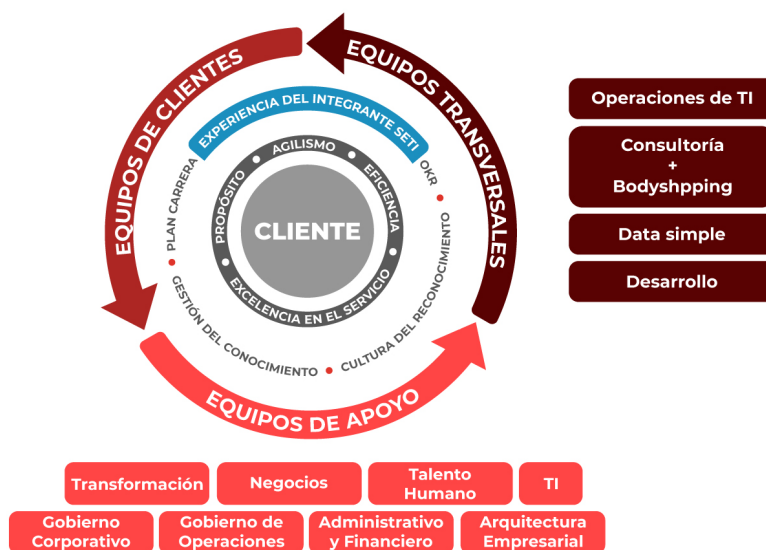 EQUIPOS DE CLIENTES
EQUIPOS TRANSVERSALES
EQUIPOS DE APOYO
EXPERIENCIA DEL INTEGRANTE SETI
PLAN CARRERA
OKR
GESTIÓN DEL CONOCIMIENTO
CULTURA DEL RECONOCIMIENTO
PROPÓSITO
AGILISMO
EFICIENCIA
EXCELENCIA EN EL SERVICIO
CLIENTE
Operaciones de TI
Consultoría
+
Bodyshpping
Data simple
Desarrollo
Transformación
Negocios
Talento
Humano
TI
Gobierno
Corporativo
Gobierno de
Operaciones
Administrativo
y Financiero
Arquitectura
Empresarial